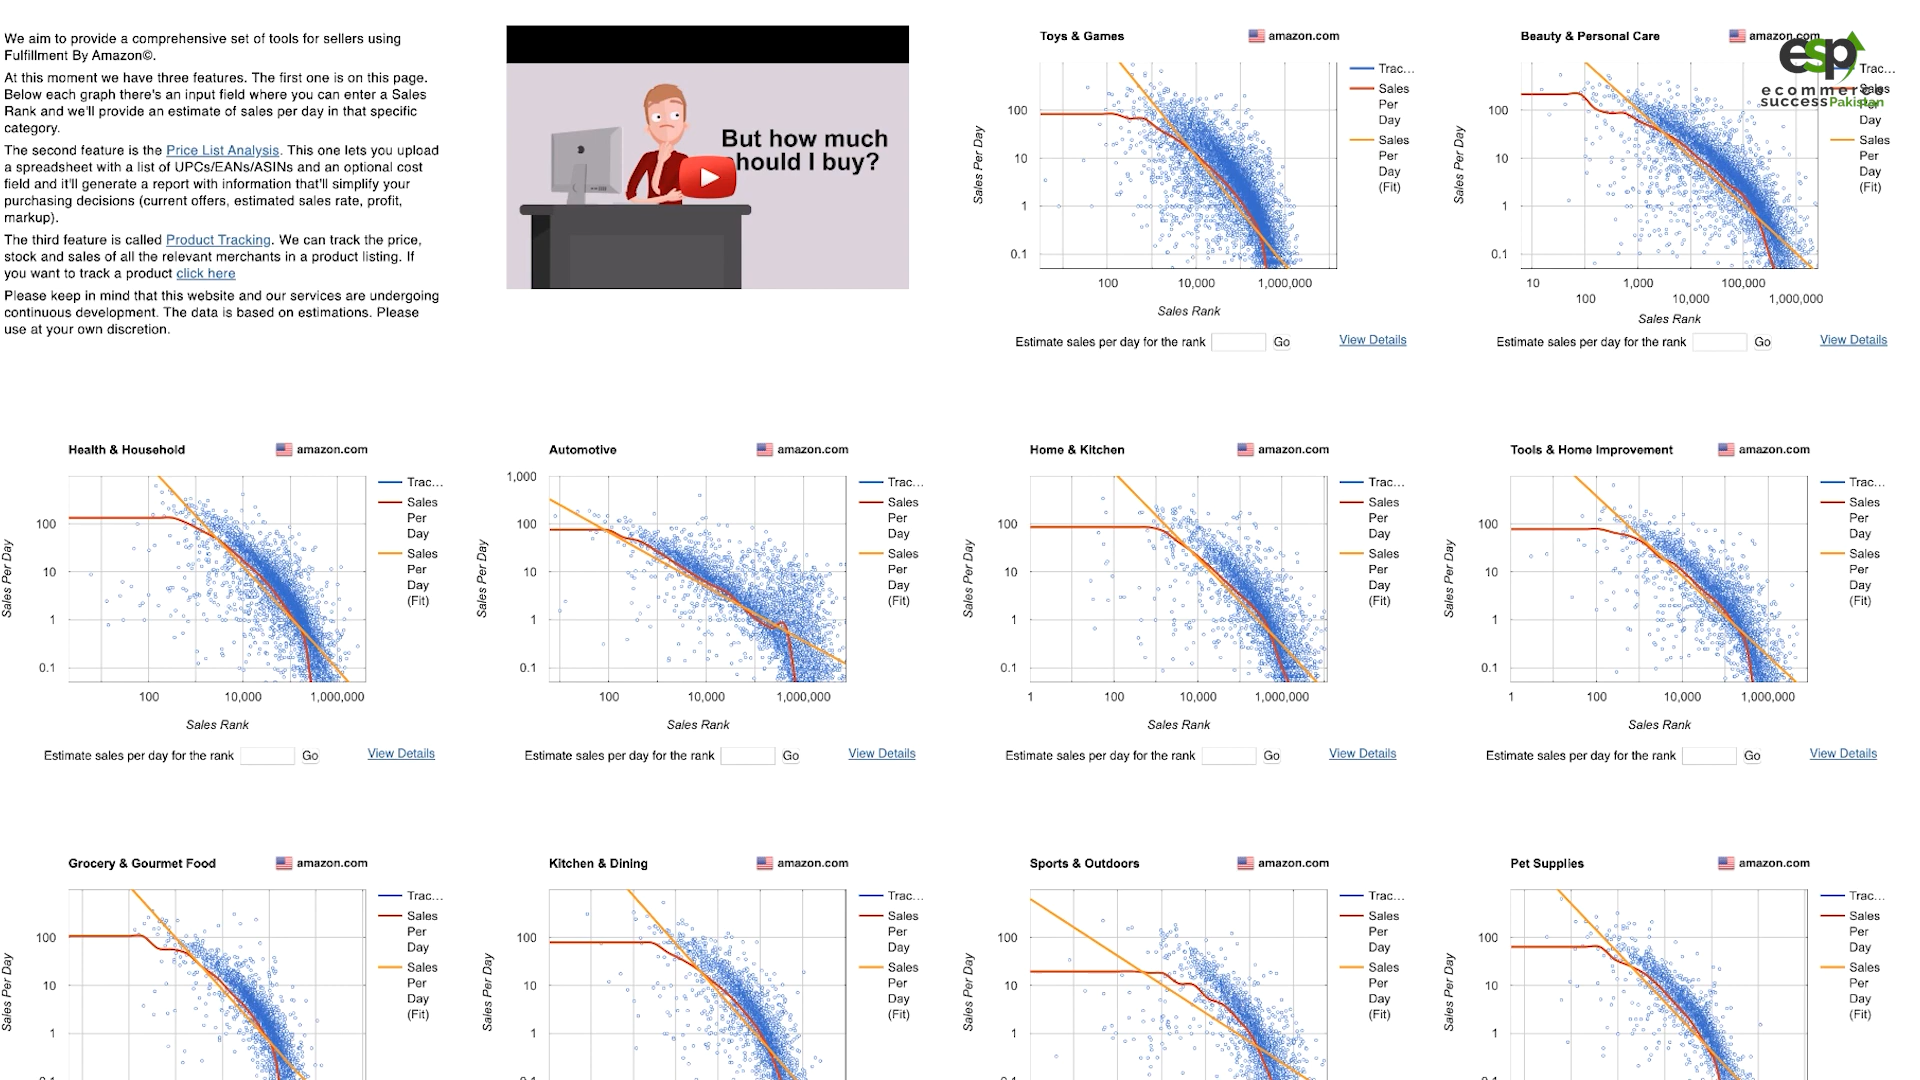 We aim to provide a comprehensive set of tools for sellers using
Fulfillment By Amazon©.
At this moment we have three features. The first one is on this page.
Below each graph there's an input field where you can enter a Sales
Rank and we'll provide an estimate of sales per day in that specific
category.
The second feature is the Price List Analysis. This one lets you upload
a spreadsheet with a list of UPCs/EANs/ASINs and an optional cost
field and it'll generate a report with information that'll simplify your
purchasing decisions (current offers, estimated sales rate, profit,
markup).
The third feature is called Product Tracking. We can track the price,
stock and sales of all the relevant merchants in a product listing. If
you want to track a product click here
Please keep in mind that this website and our services are undergoing
continuous development. The data is based on estimations. Please
use at your own discretion.
But how much
hould I buy?
Toys & Games
amazon.com
Trac...
Sales
Per
Day
Sales
Per
Day
(Fit)
Sales Per Day
100
10
1
0.1
100
10,000
1,000,000
Sales Rank
Estimate sales per day for the rank
Go
View Details
Beauty & Personal Care
amazon.com
esp
ecommerce
success Pakistan
Trac...
Sales
Per
Day
Sales
Per
Day
(Fit)
Sales Per Day
100
10
1
0.1
10
1,000
100,000
100
10,000
1,000,000
Sales Rank
Estimate sales per day for the rank
Go
View Details
Health & Household
amazon.com
Trac...
Sales
Per
Day
Sales
Per
Day
(Fit)
Sales Per Day
100
10
1
0.1
100
10,000
1,000,000
Sales Rank
Estimate sales per day for the rank
Go
View Details
Automotive
amazon.com
Trac...
Sales
Per
Day
Sales
Per
Day
(Fit)
Sales Per Day
1,000
100
10
1
0.1
100
10,000
1,000,000
Sales Rank
Estimate sales per day for the rank
Go
View Details
Home & Kitchen
amazon.com
Trac...
Sales
Per
Day
Sales
Per
Day
(Fit)
Sales Per Day
100
10
1
0.1
1
100
10,000
1,000,000
Sales Rank
Estimate sales per day for the rank
Go
View Details
Tools & Home Improvement
amazon.com
Trac...
Sales
Per
Day
Sales
Per
Day
(Fit)
Sales Per Day
100
10
1
0.1
1
100
10,000
1,000,000
Sales Rank
Estimate sales per day for the rank
Go
View Details
Grocery & Gourmet Food
amazon.com
Trac...
Sales
Per
Day
Sales
Per
Day
(Fit)
Sales Per Day
100
10
1
0.1
Kitchen & Dining
amazon.com
Trac...
Sales
Per
Day
Sales
Per
Day
(Fit)
Sales Per Day
100
10
1
0.1
Sports & Outdoors
amazon.com
Trac...
Sales
Per
Day
Sales
Per
Day
(Fit)
Sales Per Day
100
10
1
0.1
Pet Supplies
amazon.com
Trac...
Sales
Per
Day
Sales
Per
Day
(Fit)
Sales Per Day
100
10
1
0.1